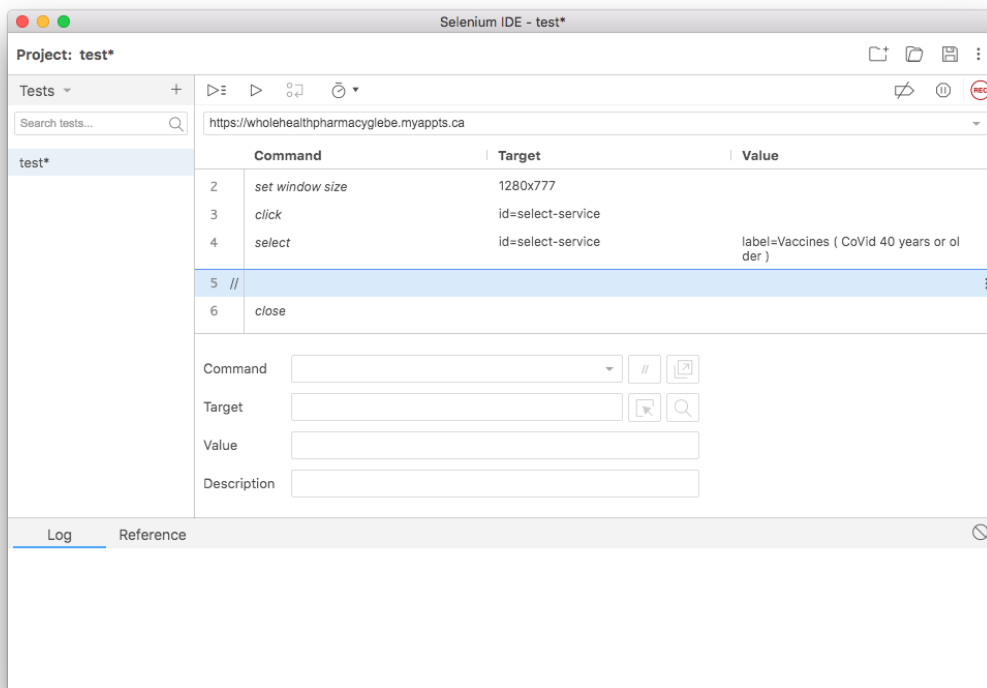 Selenium IDE - test*
Project: test*
Tests
Search tests...
test*
REC
https://wholehealthpharmacyglebe.myappts.ca
Command Target Value
2 set window size 1280x777
3 click id=select-service
4 select id=select-service label=Vaccines ( CoVid 40 years or ol
der )
5 //
6 close
Command //
Target
Value
Description
Log Reference